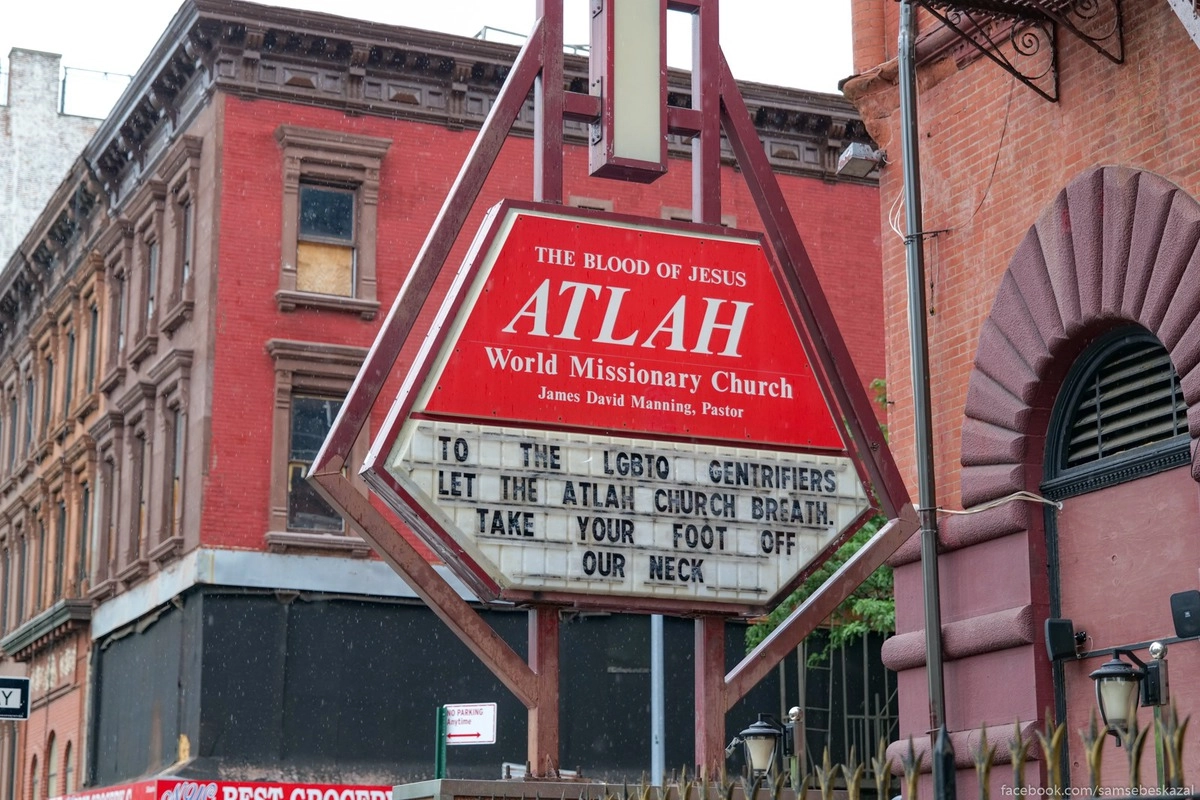 THE BLOOD OF JESUS
ATLAH
World Missionary Church
James David Manning, Pastor
TO THE LGBTQ GENTRIFIERS
LET THE ATLAH CHURCH BREATH.
TAKE YOUR FOOT OFF
OUR NECK
NO PARKING
Anytime
BEST GROCERY
facebook.com/samsebeskazal